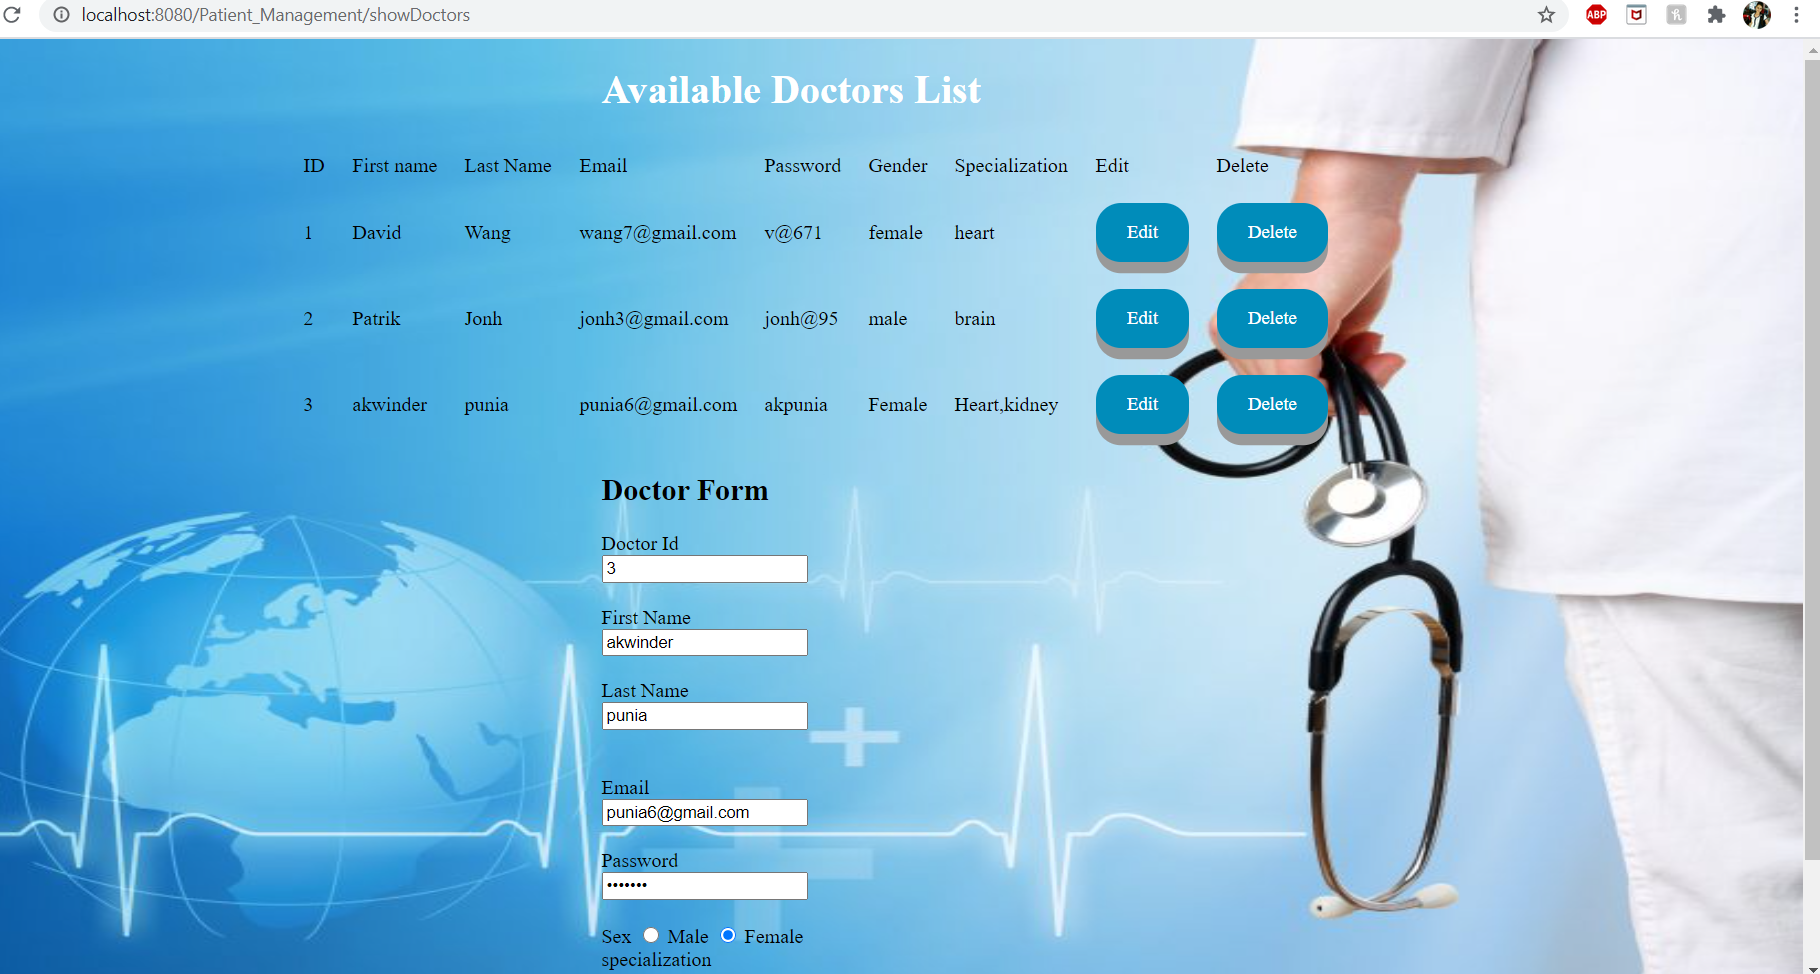 localhost:8080/Patient_Management/showDoctors
ABP
Available Doctors List
ID First name Last Name Email Password Gender Specialization Edit Delete
1 David Wang wang7@gmail.com v@671 female heart Edit Delete
2 Patrik Jonh jonh3@gmail.com jonh@95 male brain Edit Delete
3 akwinder punia punia6@gmail.com akpunia Female Heart,kidney Edit Delete
Doctor Form
Doctor Id
3
First Name
akwinder
Last Name
punia
Email
punia6@gmail.com
Password
•••••••
Sex Male Female
specialization